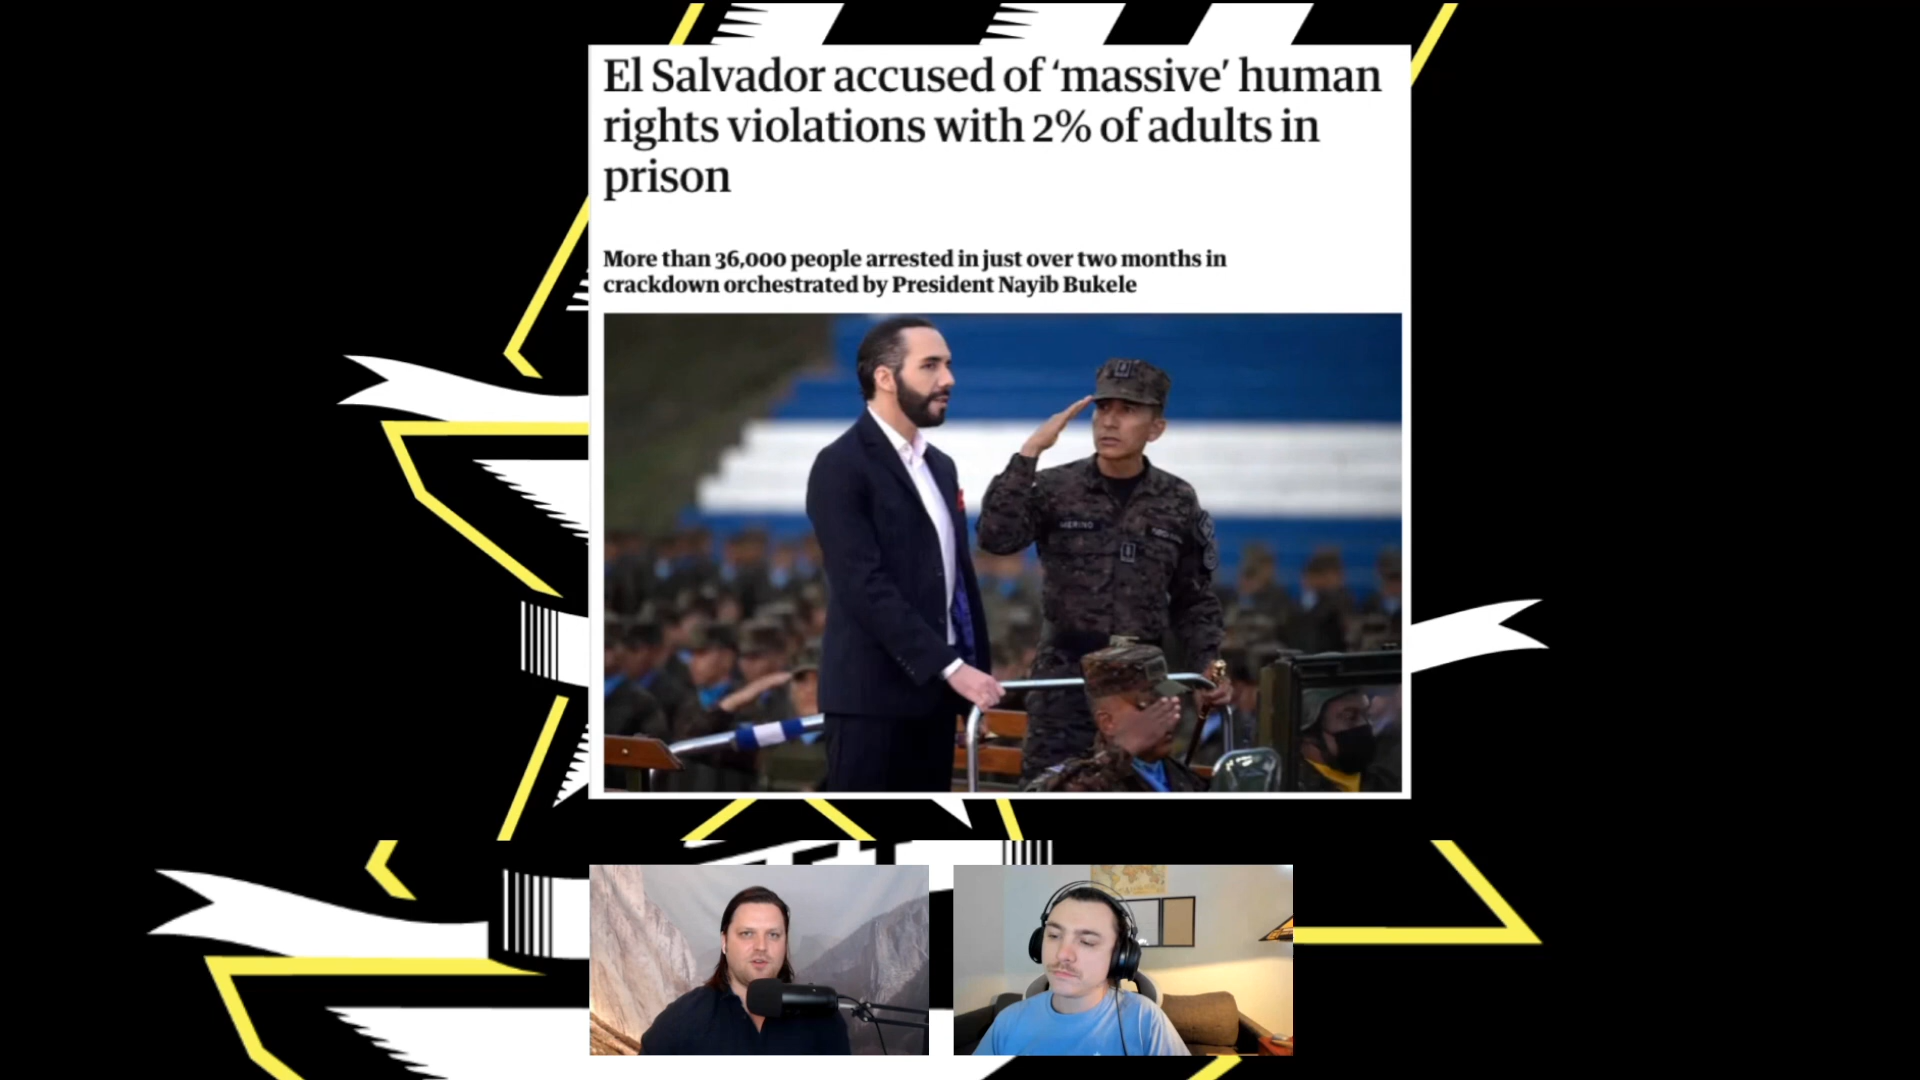 El Salvador accused of ‘massive’ human
rights violations with 2% of adults in
prison
More than 36,000 people arrested in just over two months in
crackdown orchestrated by President Nayib Bukele
MERINO